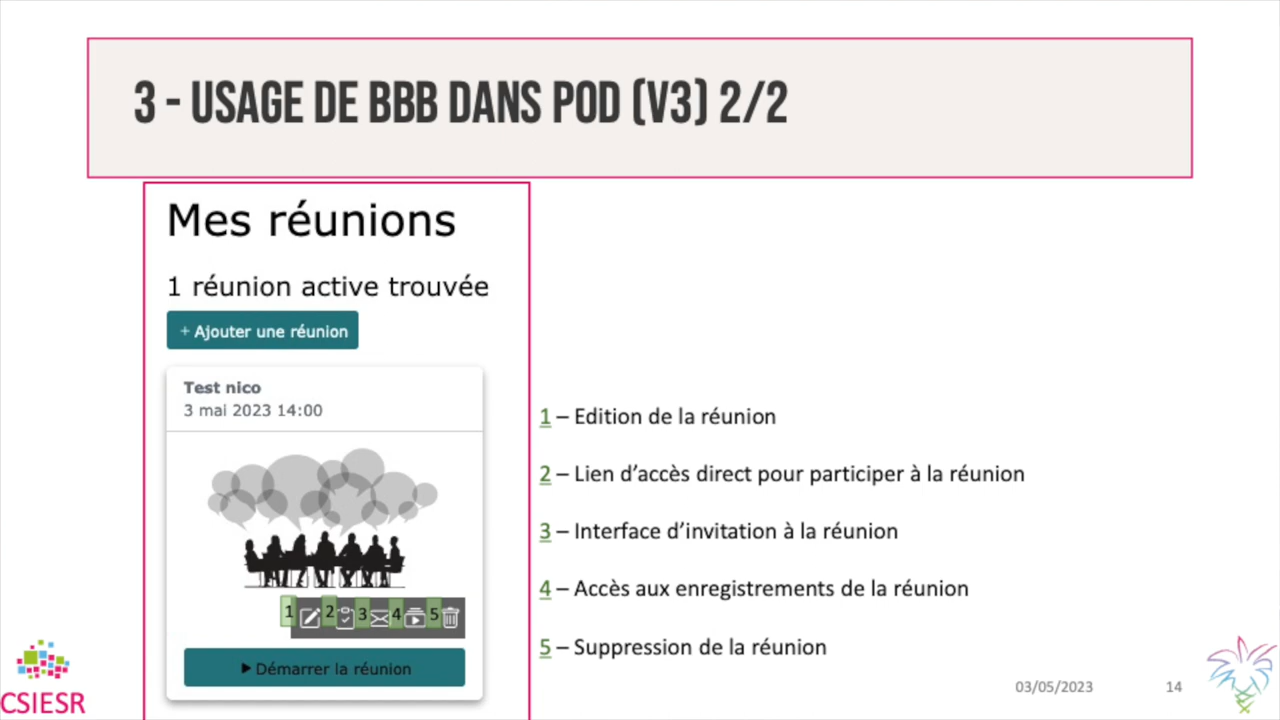 3 - USAGE DE BBB DANS POD (V3) 2/2
Mes réunions
1 réunion active trouvée
+ Ajouter une réunion
Test nico
3 mai 2023 14:00
1 2 3 4 5
Démarrer la réunion
1 – Edition de la réunion
2 – Lien d’accès direct pour participer à la réunion
3 – Interface d’invitation à la réunion
4 – Accès aux enregistrements de la réunion
5 – Suppression de la réunion
CSIESR
03/05/2023 14